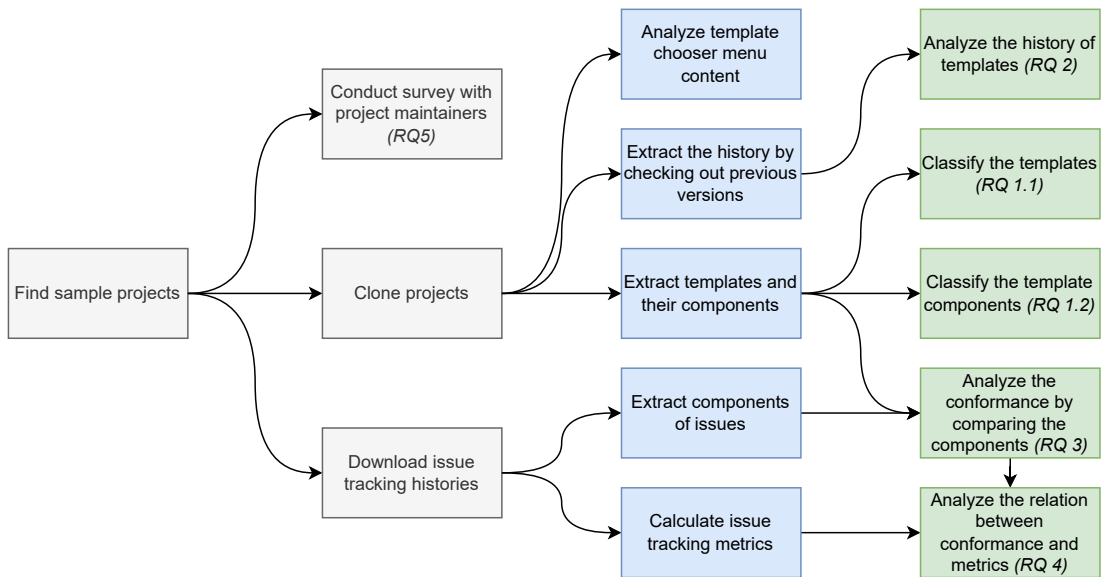 Find sample projects
Conduct survey with
project maintainers
(RQ5)
Clone projects
Download issue
tracking histories
Analyze template
chooser menu
content
Extract the history by
checking out previous
versions
Extract templates and
their components
Extract components
of issues
Calculate issue
tracking metrics
Analyze the history of
templates (RQ 2)
Classify the templates
(RQ 1.1)
Classify the template
components (RQ 1.2)
Analyze the
conformance by
comparing the
components (RQ 3)
Analyze the relation
between
conformance and
metrics (RQ 4)